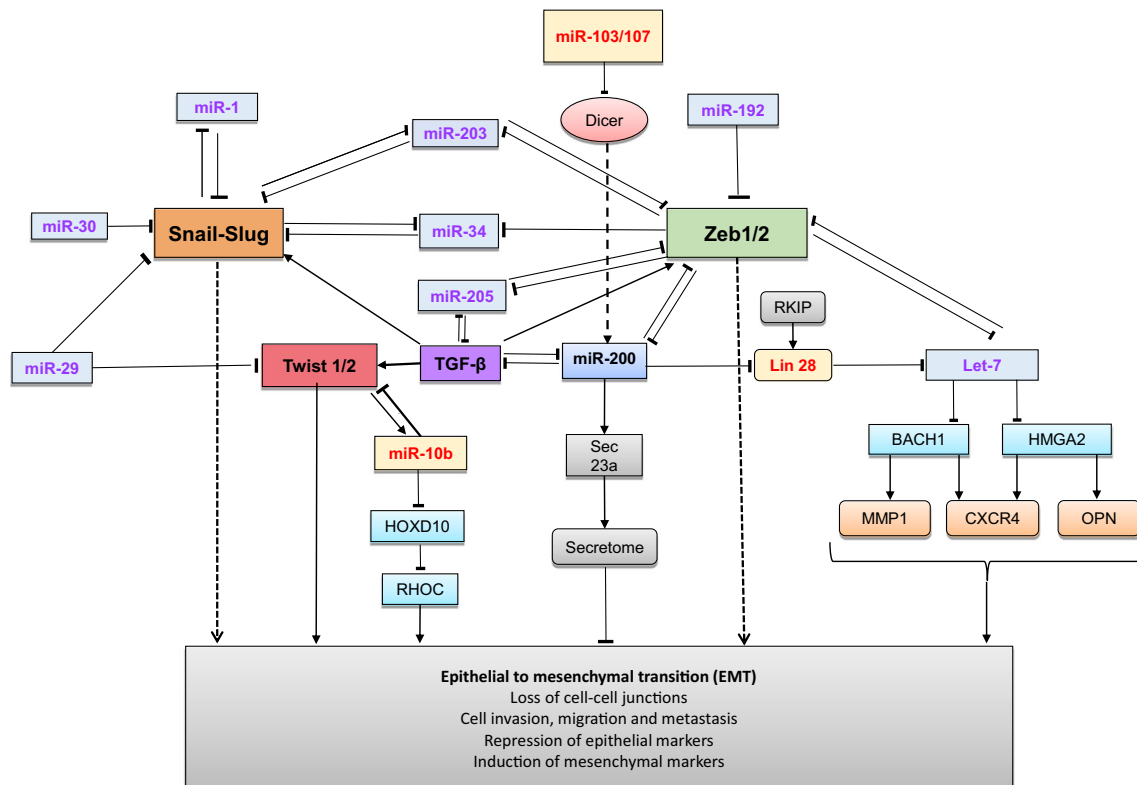 miR-103/107
miR-1
miR-192
Dicer
miR-203
miR-30
Snail-Slug
miR-34
Zeb1/2
miR-205
RKIP
miR-29
Twist 1/2
TGF-β
miR-200
Lin 28
Let-7
miR-10b
Sec
23a
BACH1
HMGA2
HOXD10
MMP1
CXCR4
OPN
Secretome
RHOC
Epithelial to mesenchymal transition (EMT)
Loss of cell-cell junctions
Cell invasion, migration and metastasis
Repression of epithelial markers
Induction of mesenchymal markers